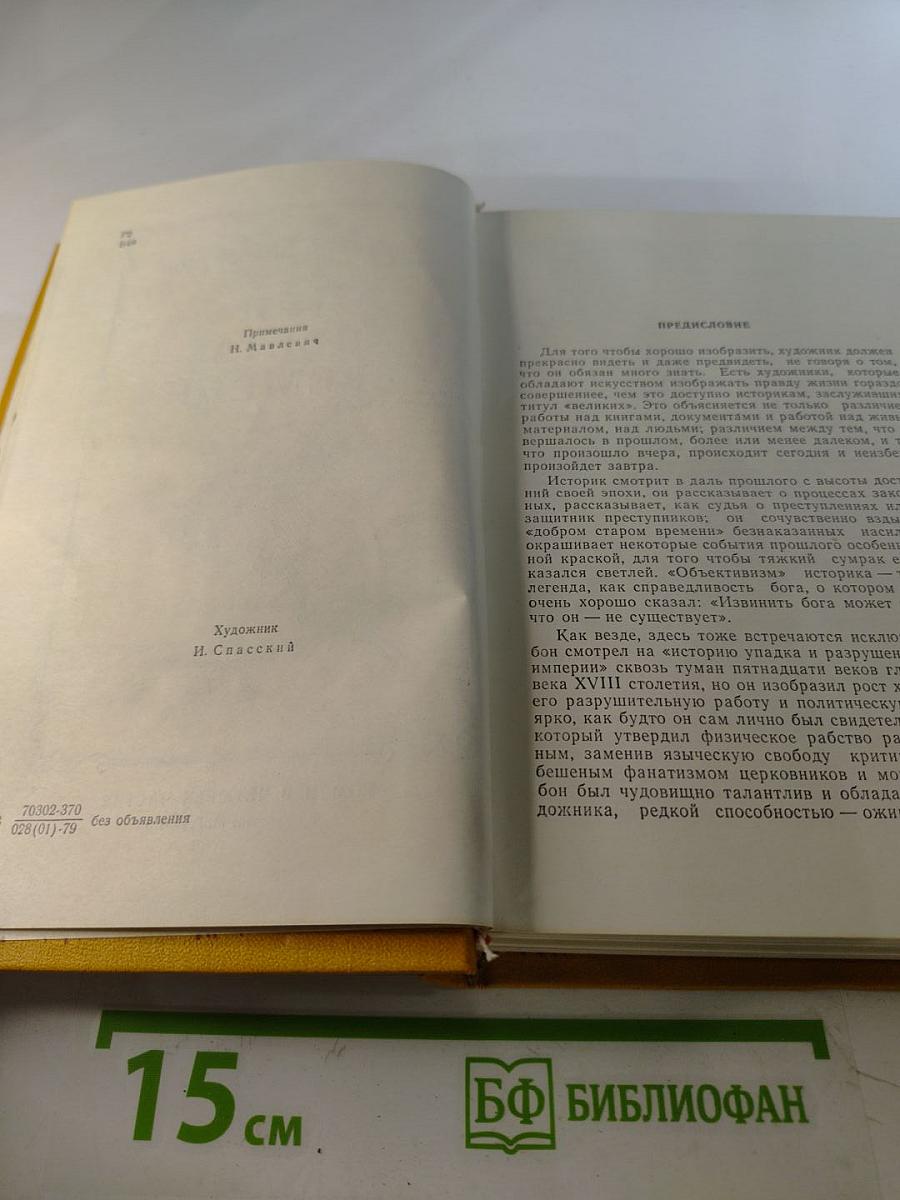 Примечания
Н. Мавлевич
Художник
И. Спасский
70302-370
028(01)-79
без объявления
ПРЕДИСЛОВИЕ
Для того чтобы хорошо изобразить, художник должен
прекрасно видеть и даже предвидеть, не говоря о том,
что он обязан много знать. Есть художники, которые
обладают искусством изображать правду жизни горазд
совершеннее, чем это доступно историкам, заслуживши
титул «великих». Это объясняется не только различие
работы над книгами, документами и работой над жив
материалом, над людьми; различием между тем, что
вершалось в прошлом, более или менее далеком, и т
что произошло вчера, происходит сегодня и неизбе
произойдет завтра.
Историк смотрит в даль прошлого с высоты дост
ний своей эпохи, он рассказывает о процессах зако
ных, рассказывает, как судья о преступлениях ил
защитник преступников; он сочувственно взды
«добром старом времени» безнаказанных насил
окрашивает некоторые события прошлого особен
ной краской, для того чтобы тяжкий сумрак е
казался светлей. «Объективизм» историка — т
легенда, как справедливость бога, о котором
очень хорошо сказал: «Извинить бога может
что он — не существует».
Как везде, здесь тоже встречаются исклю
бон смотрел на «историю упадка и разрушен
империи» сквозь туман пятнадцати веков гл
века XVIII столетия, но он изобразил рост х
его разрушительную работу и политическу
ярко, как будто он сам лично был свидетел
который утвердил физическое рабство ра
ным, заменив языческую свободу крити
бешеным фанатизмом церковников и мо
бон был чудовищно талантлив и облада
дожника, редкой способностью — ожи
15 см
БФ БИБЛИОФАН